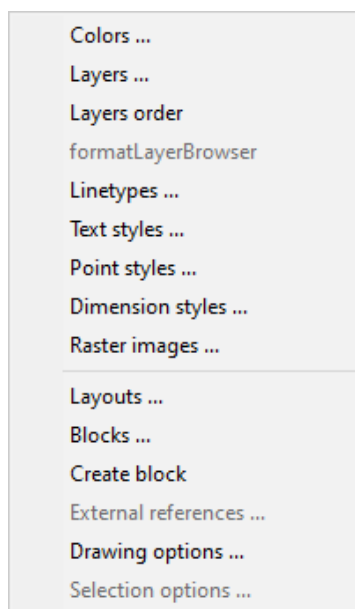 Colors ...
Layers ...
Layers order
formatLayerBrowser
Linetypes ...
Text styles ...
Point styles ...
Dimension styles ...
Raster images ...
Layouts ...
Blocks ...
Create block
External references ...
Drawing options ...
Selection options ...